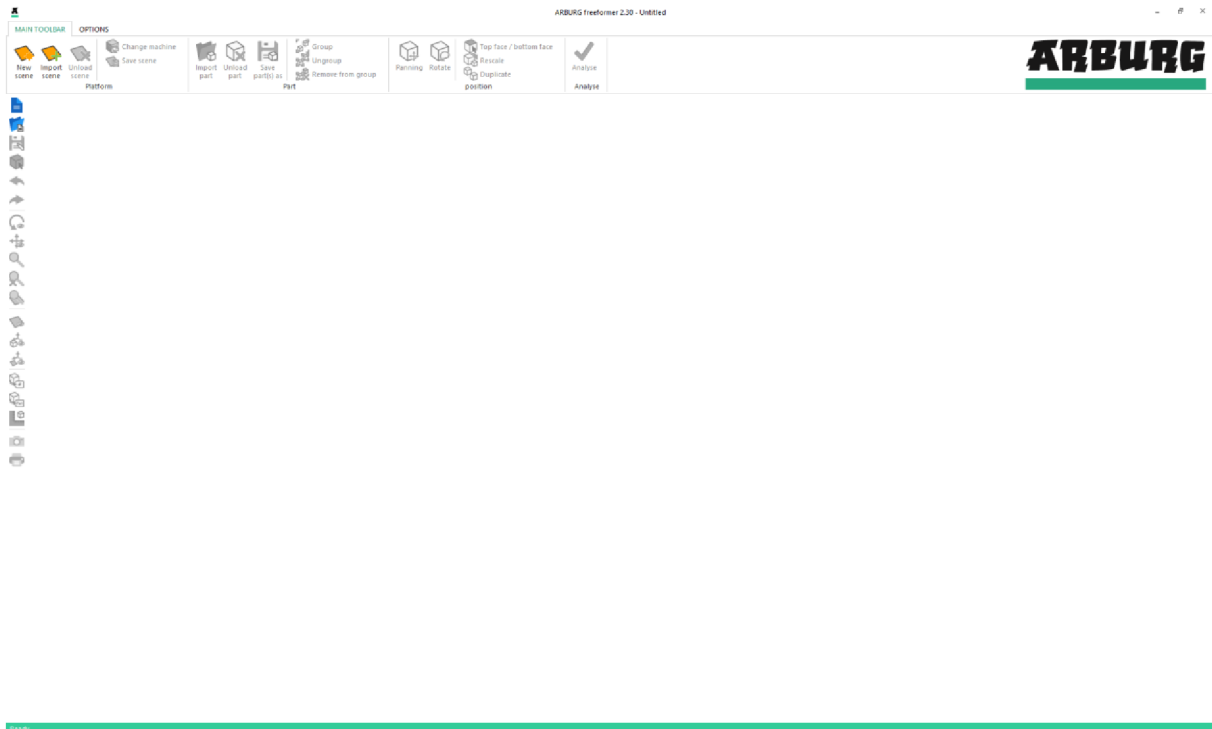 ARBURG freeformer 2.30 - Untitled
MAIN TOOLBAR OPTIONS
New scene
Import scene
Unload scene
Change machine
Save scene
Platform
Import part
Unload part
Save part(s) as
Group
Ungroup
Remove from group
Part
Panning
Rotate
Top face / bottom face
Rescale
Duplicate
position
Analyse
Analyse
ARBURG